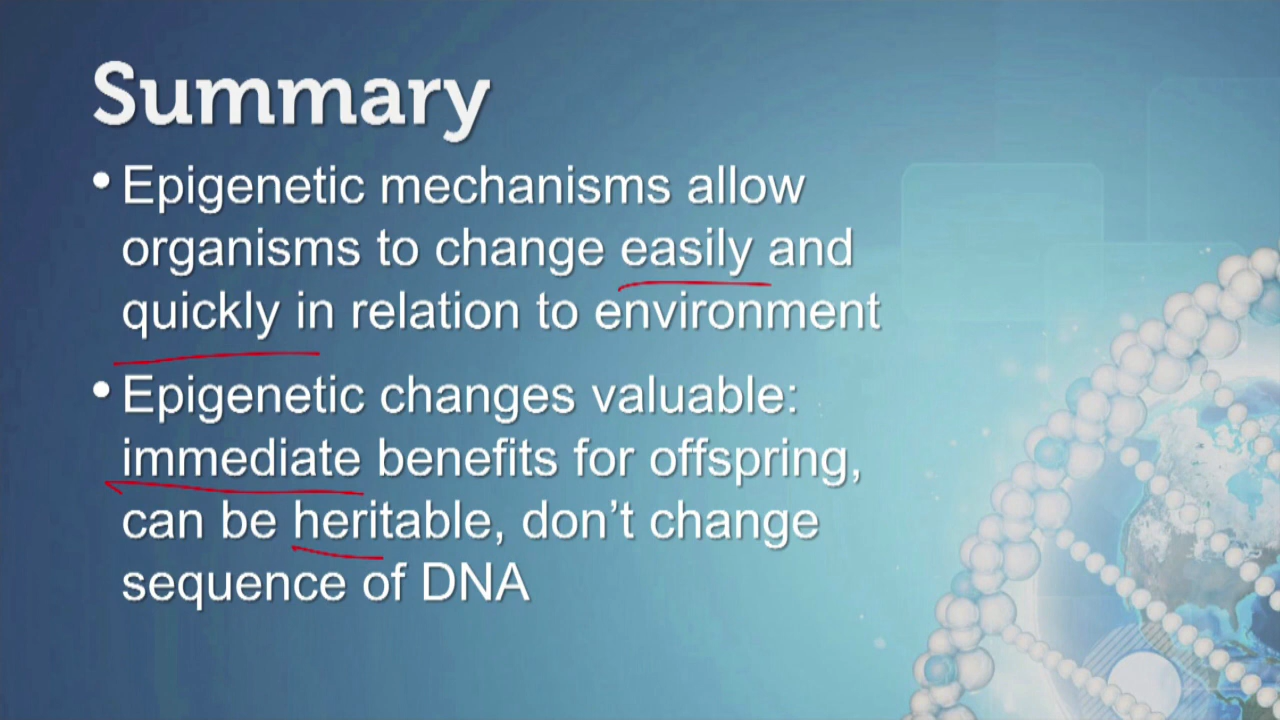 Summary
• Epigenetic mechanisms allow
organisms to change easily and
quickly in relation to environment
• Epigenetic changes valuable:
immediate benefits for offspring,
can be heritable, don’t change
sequence of DNA